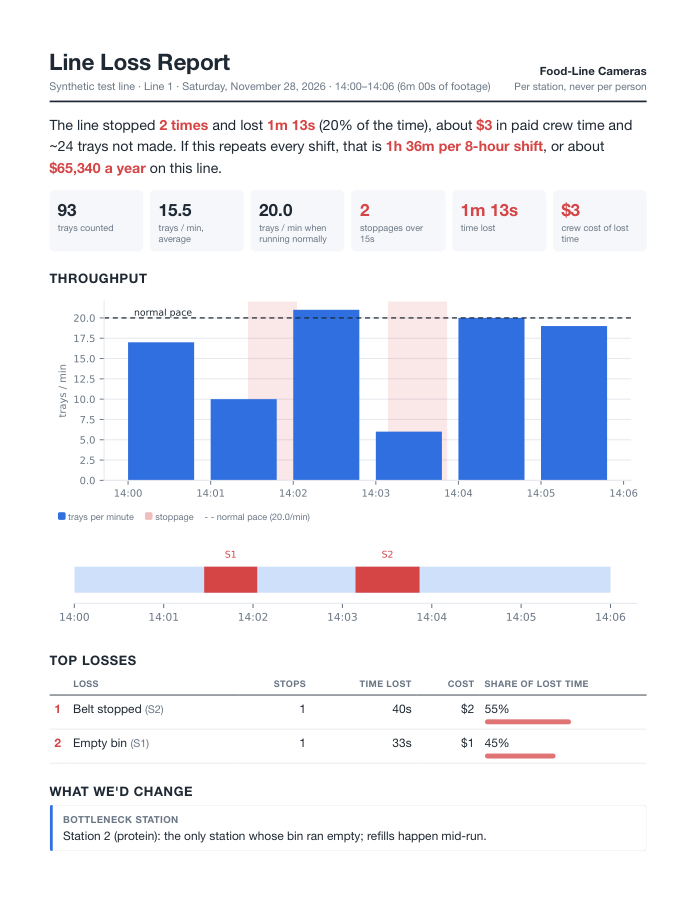 Line Loss Report
Food-Line Cameras
Synthetic test line · Line 1 · Saturday, November 28, 2026 · 14:00–14:06 (6m 00s of footage)
Per station, never per person
The line stopped 2 times and lost 1m 13s (20% of the time), about $3 in paid crew time and
~24 trays not made. If this repeats every shift, that is 1h 36m per 8-hour shift, or about
$65,340 a year on this line.
93
trays counted
15.5
trays / min,
average
20.0
trays / min when
running normally
2
stoppages over
15s
1m 13s
time lost
$3
crew cost of lost
time
THROUGHPUT
normal pace
20.0
17.5
15.0
12.5
10.0
7.5
5.0
2.5
0.0
trays / min
14:00 14:01 14:02 14:03 14:04 14:05 14:06
trays per minute stoppage - - normal pace (20.0/min)
S1 S2
14:00 14:01 14:02 14:03 14:04 14:05 14:06
TOP LOSSES
LOSS STOPS TIME LOST COST SHARE OF LOST TIME
1 Belt stopped (S2) 1 40s $2 55%
2 Empty bin (S1) 1 33s $1 45%
WHAT WE'D CHANGE
BOTTLENECK STATION
Station 2 (protein): the only station whose bin ran empty; refills happen mid-run.